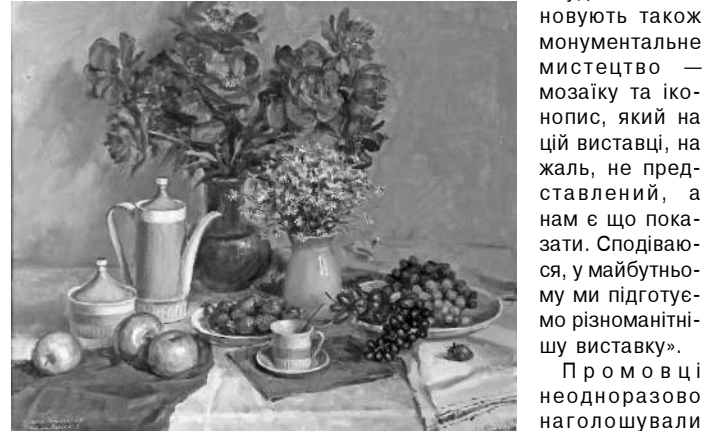 новують також
монументальне
мистецтво —
мозаїку та іко-
нопис, який на
цій виставці, на
жаль, не пред-
ставлений, а
нам є що пока-
зати. Сподіваю-
ся, у майбутньо-
му ми підготує-
мо різноманітні-
шу виставку».
Промовці
неодноразово
наголошували